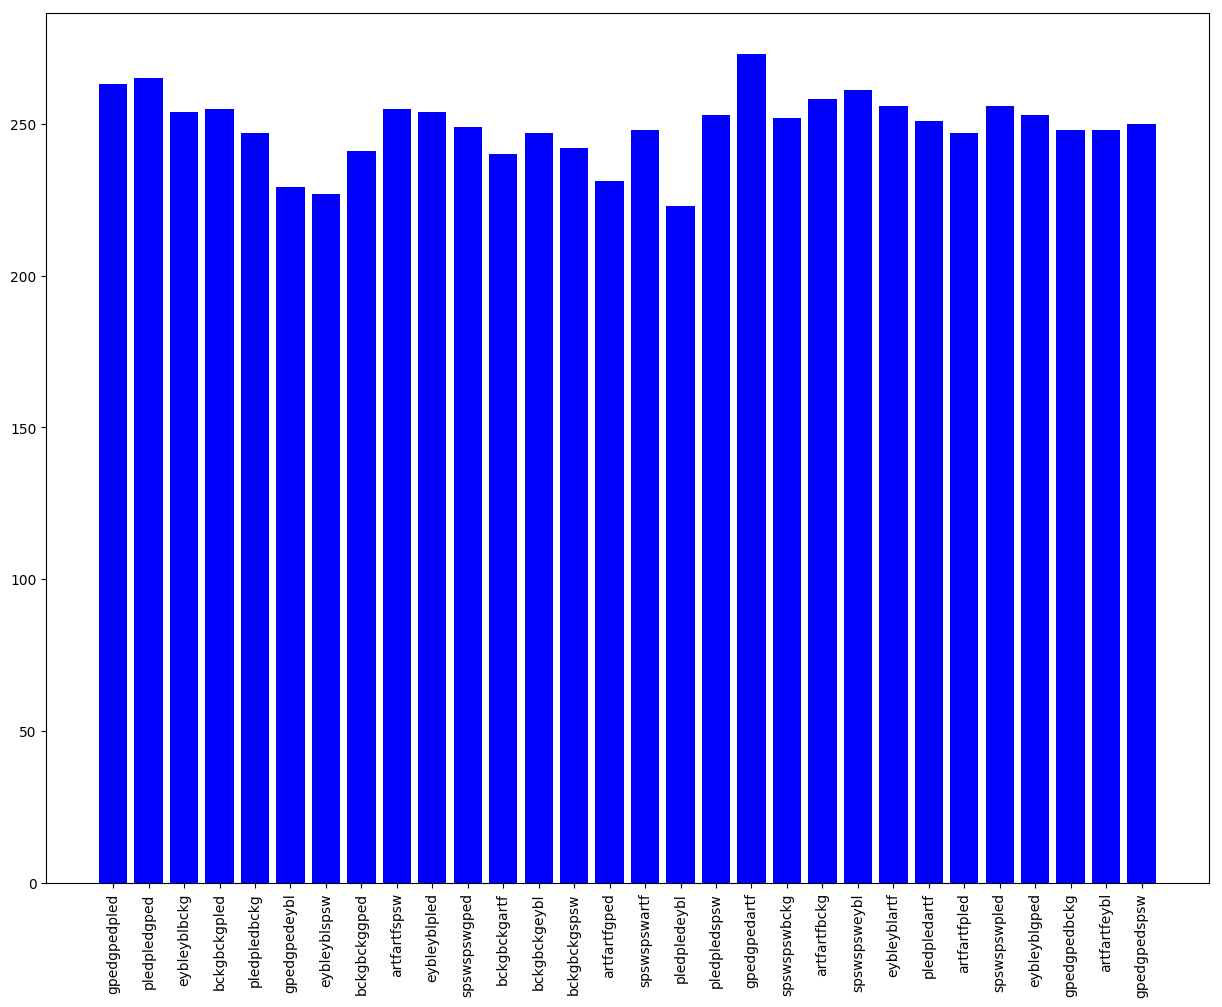 250
200
150
100
50
0
gpedgpedpled
pledpledgped
eybleyblbckg
bckgbckgpled
pledpledbckg
gpedgpedeybl
eybleyblspsw
bckgbckggped
artfartfspsw
eybleyblpled
spswspswgped
bckgbckgartf
bckgbckgeybl
bckgbckgspsw
artfartfgped
spswspswartf
pledpledeybl
pledpledspsw
gpedgpedartf
spswspswbckg
artfartfbckg
spswspsweybl
eybleyblartf
pledpledartf
artfartfpled
spswspswpled
eybleyblgped
gpedgpedbckg
artfartfeybl
gpedgpedspsw